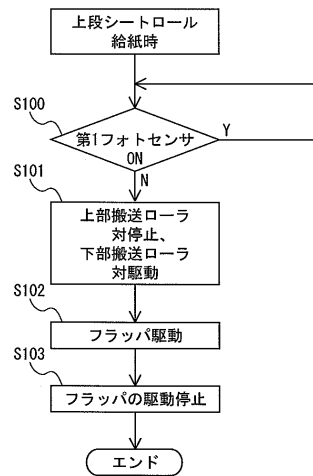 上段シートロール
給紙時
S100
第1フォトセンサ
ON
Y
N
S101
上部搬送ローラ
対停止、
下部搬送ローラ
対駆動
S102
フラッパ駆動
S103
フラッパの駆動停止
エンド